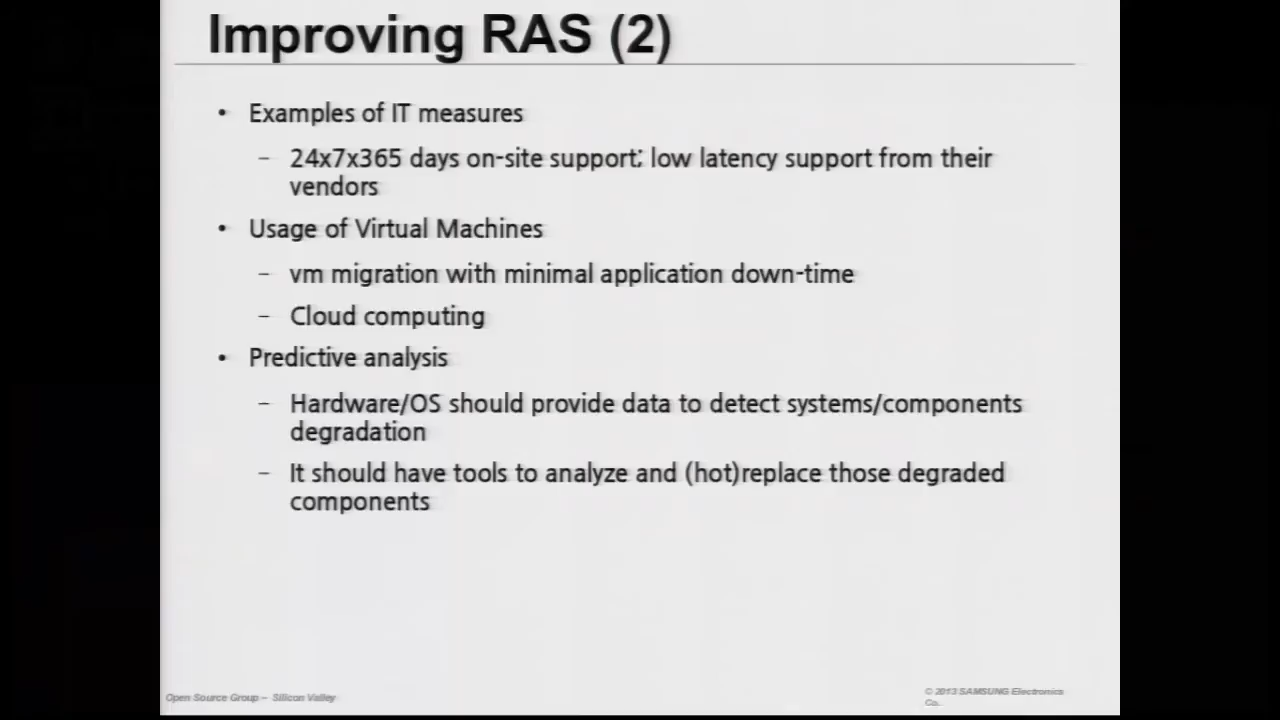 Improving RAS (2)
• Examples of IT measures
– 24x7x365 days on-site support; low latency support from their
vendors
• Usage of Virtual Machines
– vm migration with minimal application down-time
– Cloud computing
• Predictive analysis
– Hardware/OS should provide data to detect systems/components
degradation
– It should have tools to analyze and (hot)replace those degraded
components
Open Source Group – Silicon Valley
© 2013 SAMSUNG Electronics
Co.